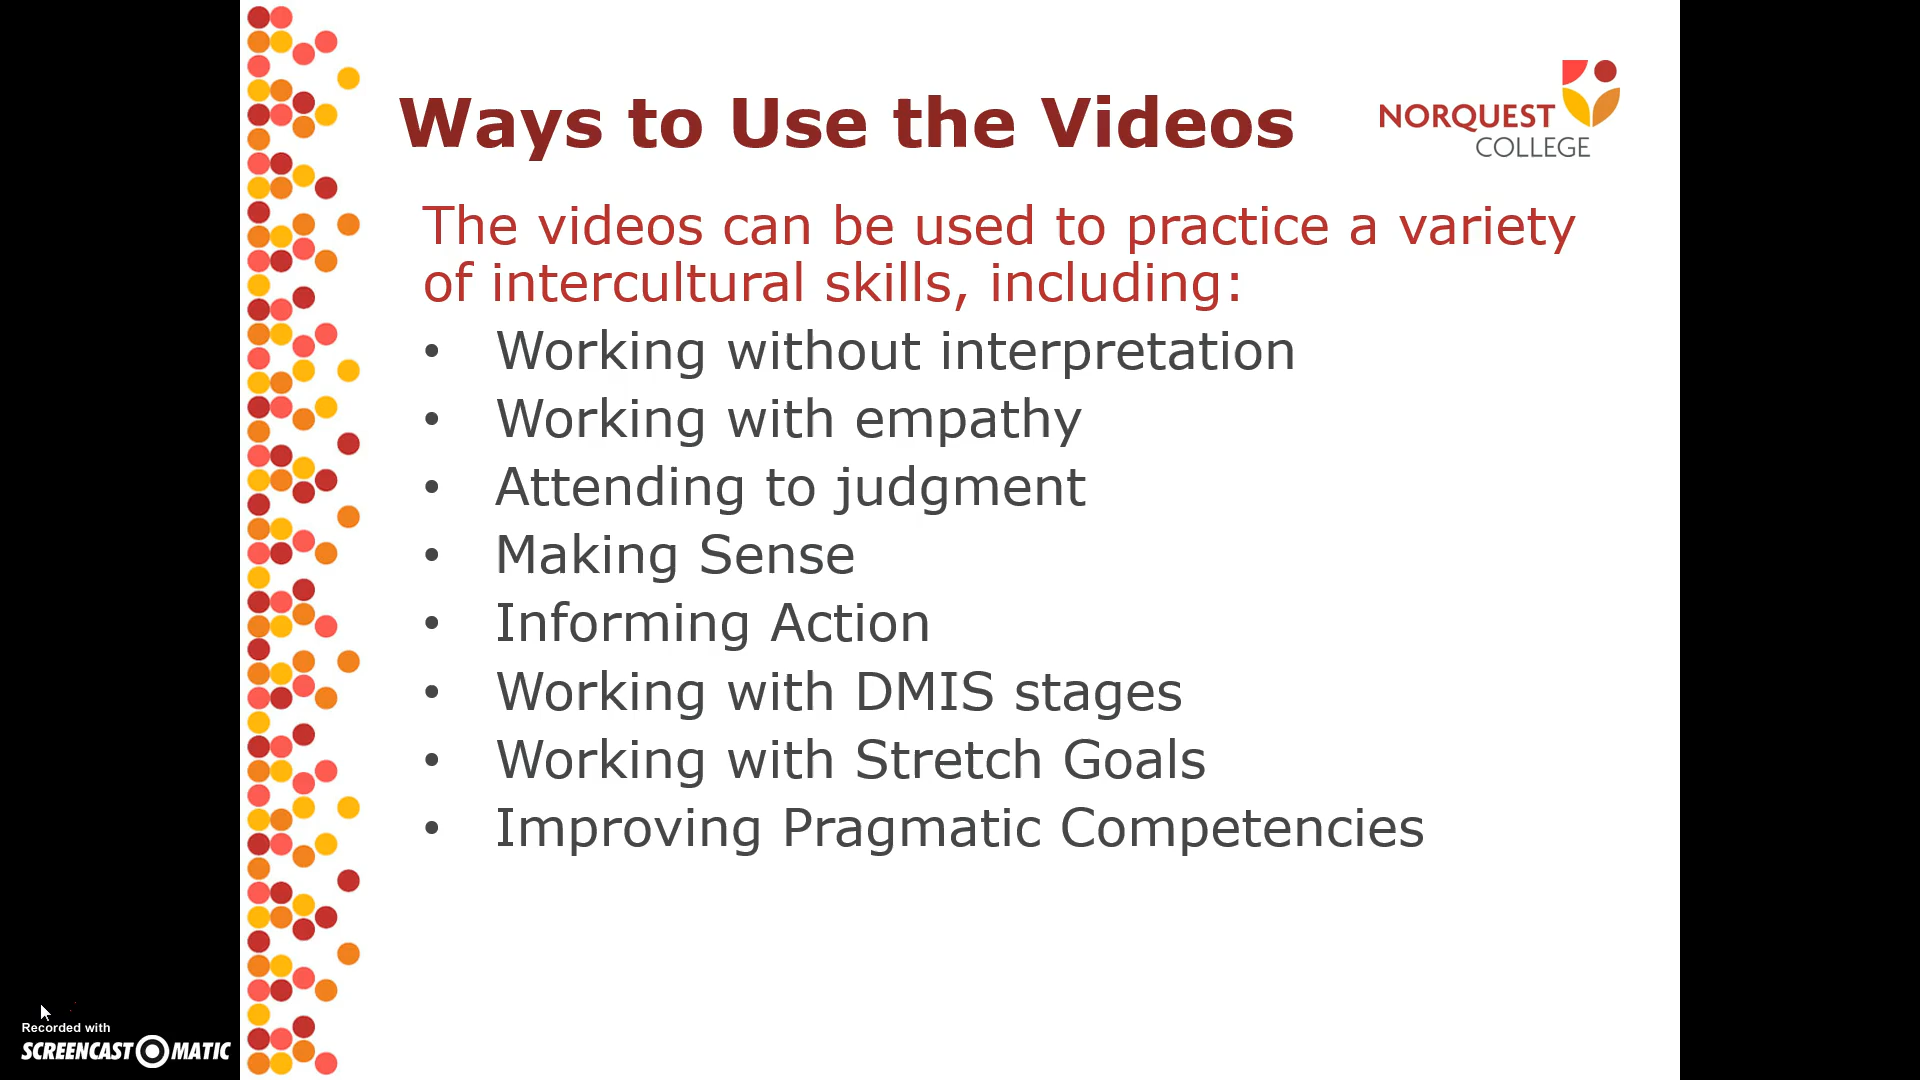 Ways to Use the Videos
NORQUEST
COLLEGE
The videos can be used to practice a variety
of intercultural skills, including:
• Working without interpretation
• Working with empathy
• Attending to judgment
• Making Sense
• Informing Action
• Working with DMIS stages
• Working with Stretch Goals
• Improving Pragmatic Competencies
Recorded with
SCREENCAST MATIC